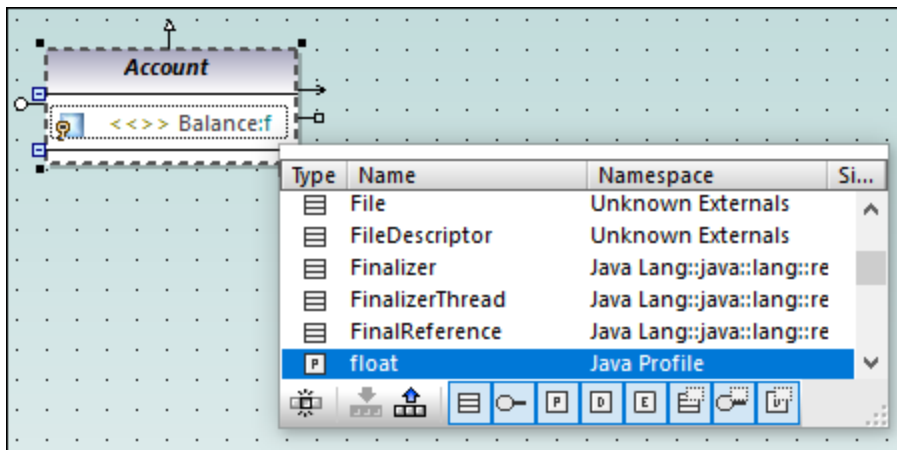 Account
<<>> Balance:f
Type Name Namespace Si...
File Unknown Externals
FileDescriptor Unknown Externals
Finalizer Java Lang::java::lang::re
FinalizerThread Java Lang::java::lang::re
FinalReference Java Lang::java::lang::re
P float Java Profile
P D E